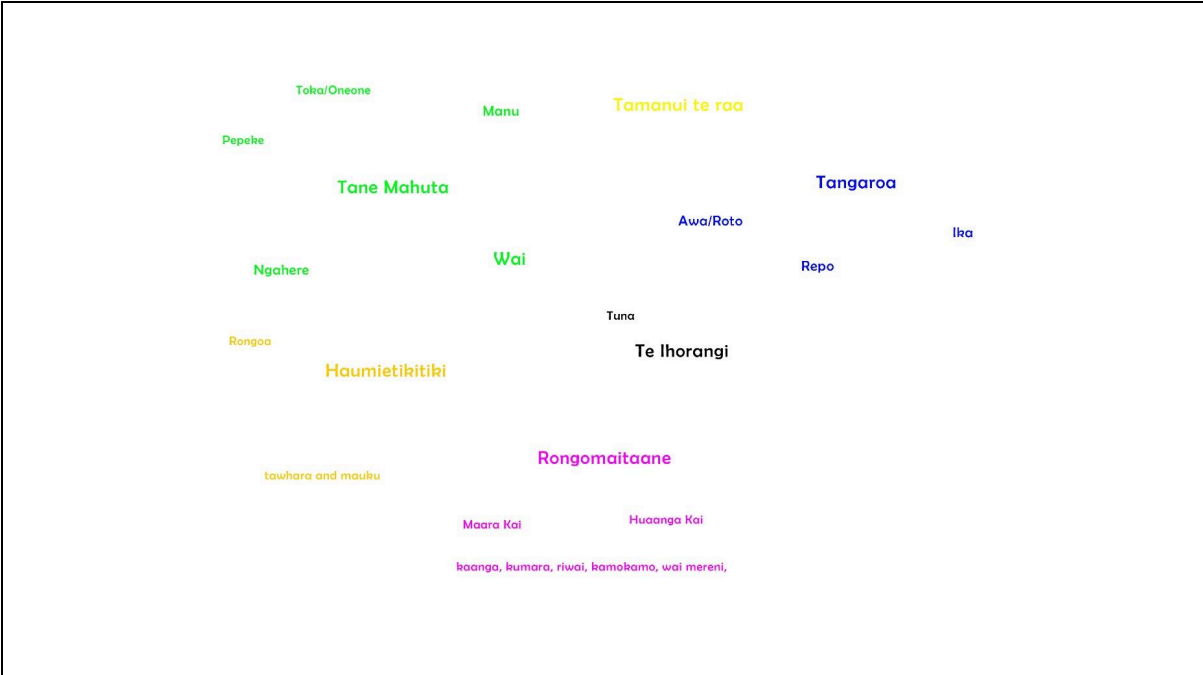 Toka/Oneone
Manu
Tamanui te raa
Pepeke
Tane Mahuta
Tangaroa
Awa/Roto
Ika
Wai
Ngahere
Repo
Tuna
Rongoa
Te Ihorangi
Haumietikitiki
Rongomaitaane
tawhara and mauku
Maara Kai
Huaanga Kai
kaanga, kumara, riwai, kamokamo, wai mereni,